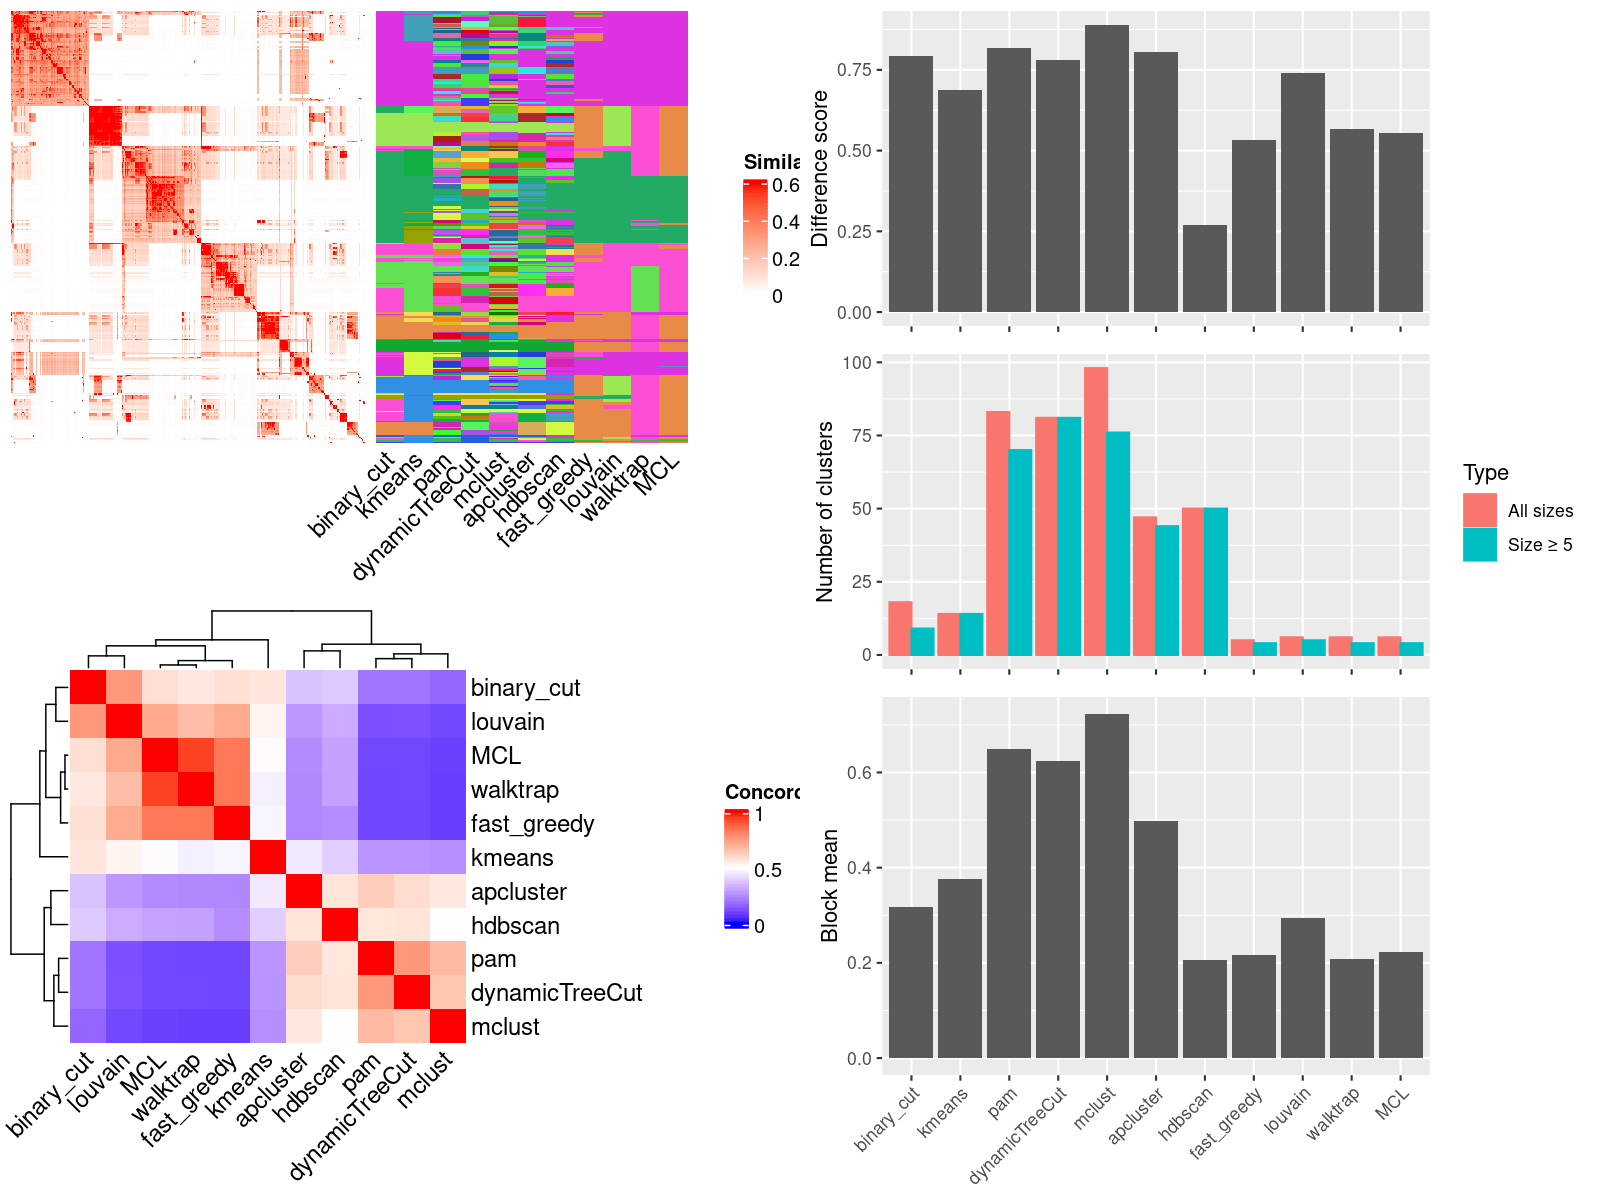 Simila
0.6
0.4
0.2
0
binary_cut
kmeans
pam
dynamicTreeCut
mclust
apcluster
hdbscan
fast_greedy
louvain
walktrap
MCL
binary_cut
louvain
MCL
walktrap
fast_greedy
kmeans
apcluster
hdbscan
pam
dynamicTreeCut
mclust
Concord
1
0.5
0
binary_cut
louvain
MCL
walktrap
fast_greedy
kmeans
apcluster
hdbscan
pam
dynamicTreeCut
mclust
Difference score
0.75
0.50
0.25
0.00
Number of clusters
100
75
50
25
0
Type
All sizes
Size ≥ 5
Block mean
0.6
0.4
0.2
0.0
binary_cut
kmeans
pam
dynamicTreeCut
mclust
apcluster
hdbscan
fast_greedy
louvain
walktrap
MCL